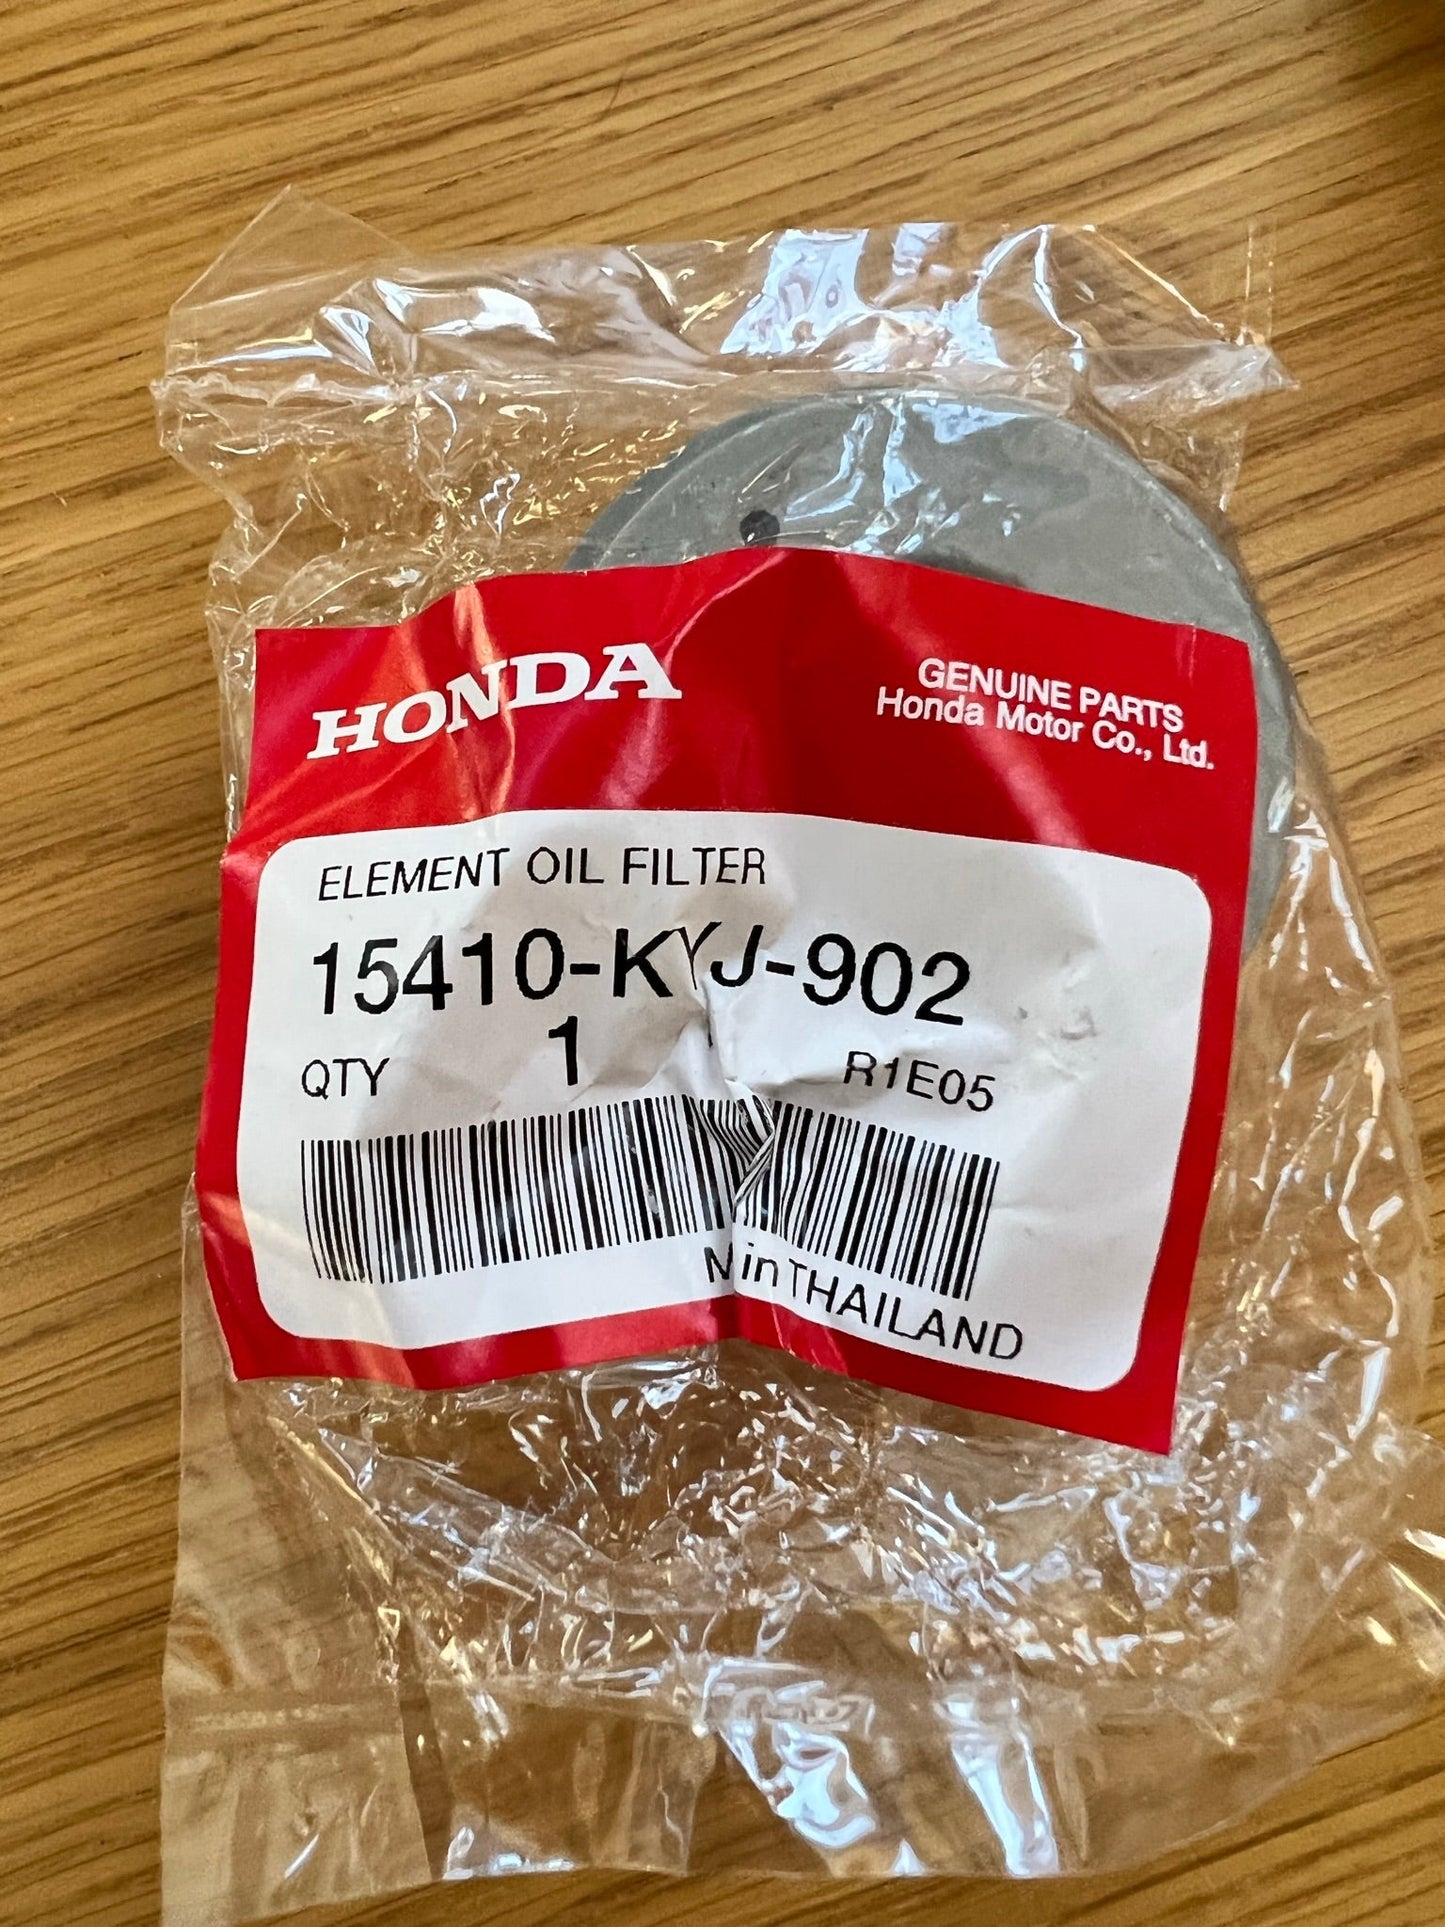 HONDA
GENUINE PARTS
Honda Motor Co., Ltd.
ELEMENT OIL FILTER
15410-KYJ-902
QTY 1 R1E05
in THAILAND